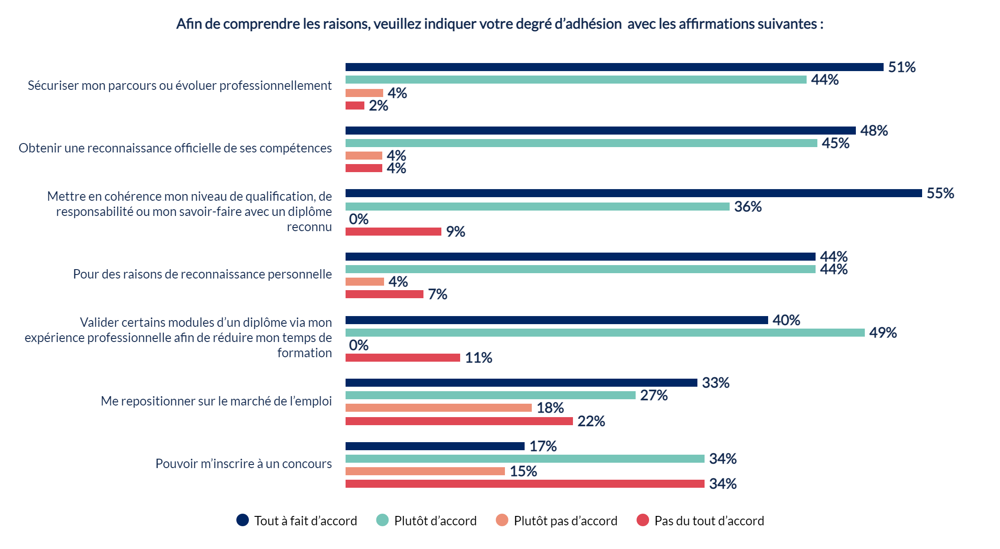 Afin de comprendre les raisons, veuillez indiquer votre degré d’adhésion  avec les affirmations suivantes :
Sécuriser mon parcours ou évoluer professionnellement
51%
44%
4%
2%
Obtenir une reconnaissance officielle de ses compétences
48%
45%
4%
4%
Mettre en cohérence mon niveau de qualification, de
responsabilité ou mon savoir-faire avec un diplôme
reconnu
55%
36%
0%
9%
Pour des raisons de reconnaissance personnelle
44%
44%
4%
7%
Valider certains modules d’un diplôme via mon
expérience professionnelle afin de réduire mon temps de
formation
40%
49%
0%
11%
Me repositionner sur le marché de l’emploi
33%
27%
18%
22%
Pouvoir m’inscrire à un concours
17%
34%
15%
34%
Tout à fait d’accord
Plutôt d’accord
Plutôt pas d’accord
Pas du tout d’accord